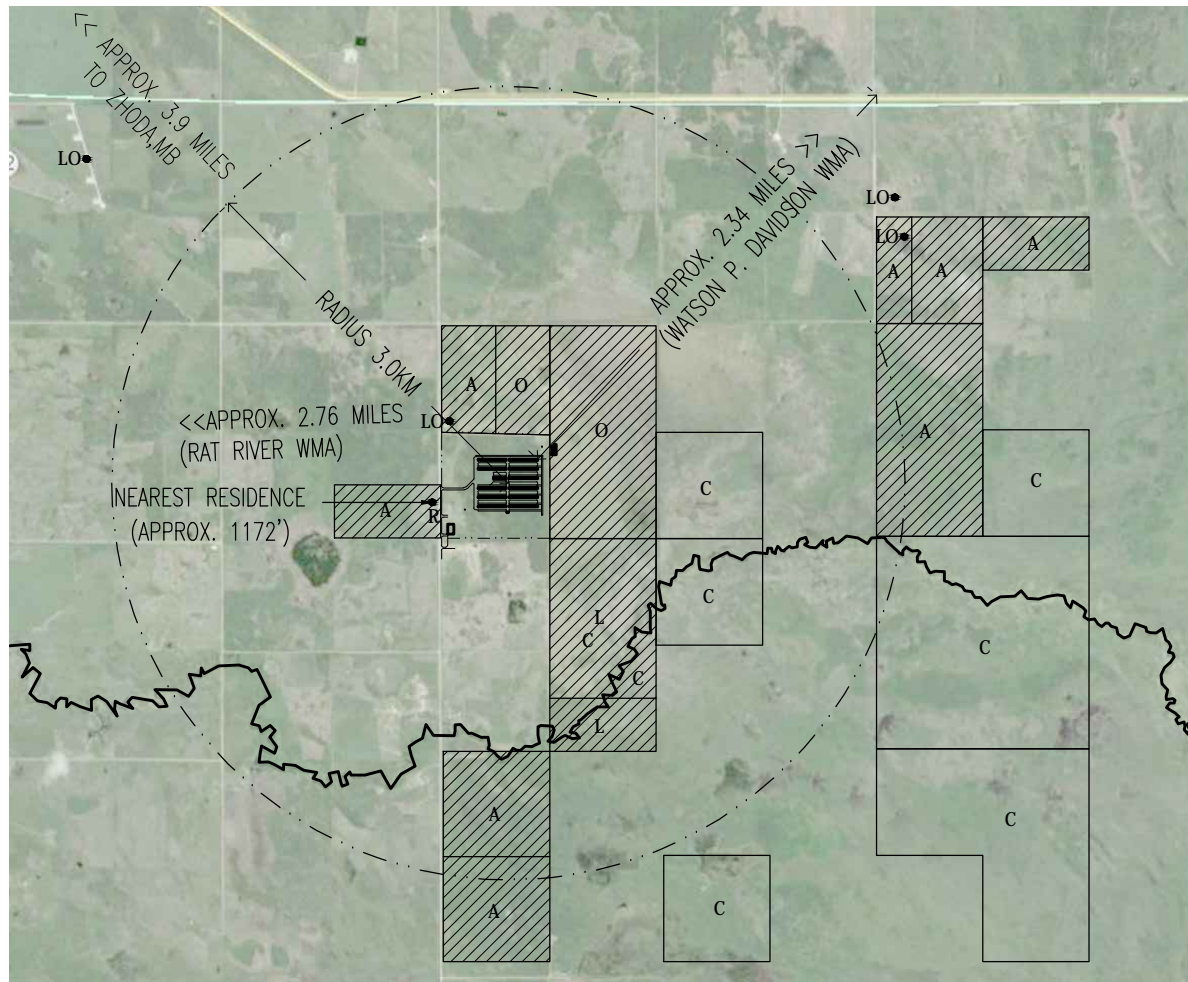 << APPROX. 3.9 MILES
TO ZHODA,MB
LO
LO
LO
A
A
A
APPROX. 2.34 MILES >>
(WATSON P. DAVIDSON WMA)
RADIUS 3.0KM
A
O
LO
O
A
<<APPROX. 2.76 MILES
(RAT RIVER WMA)
C
C
NEAREST RESIDENCE
(APPROX. 1172')
A
R
C
L
C
C
C
L
A
C
A
C